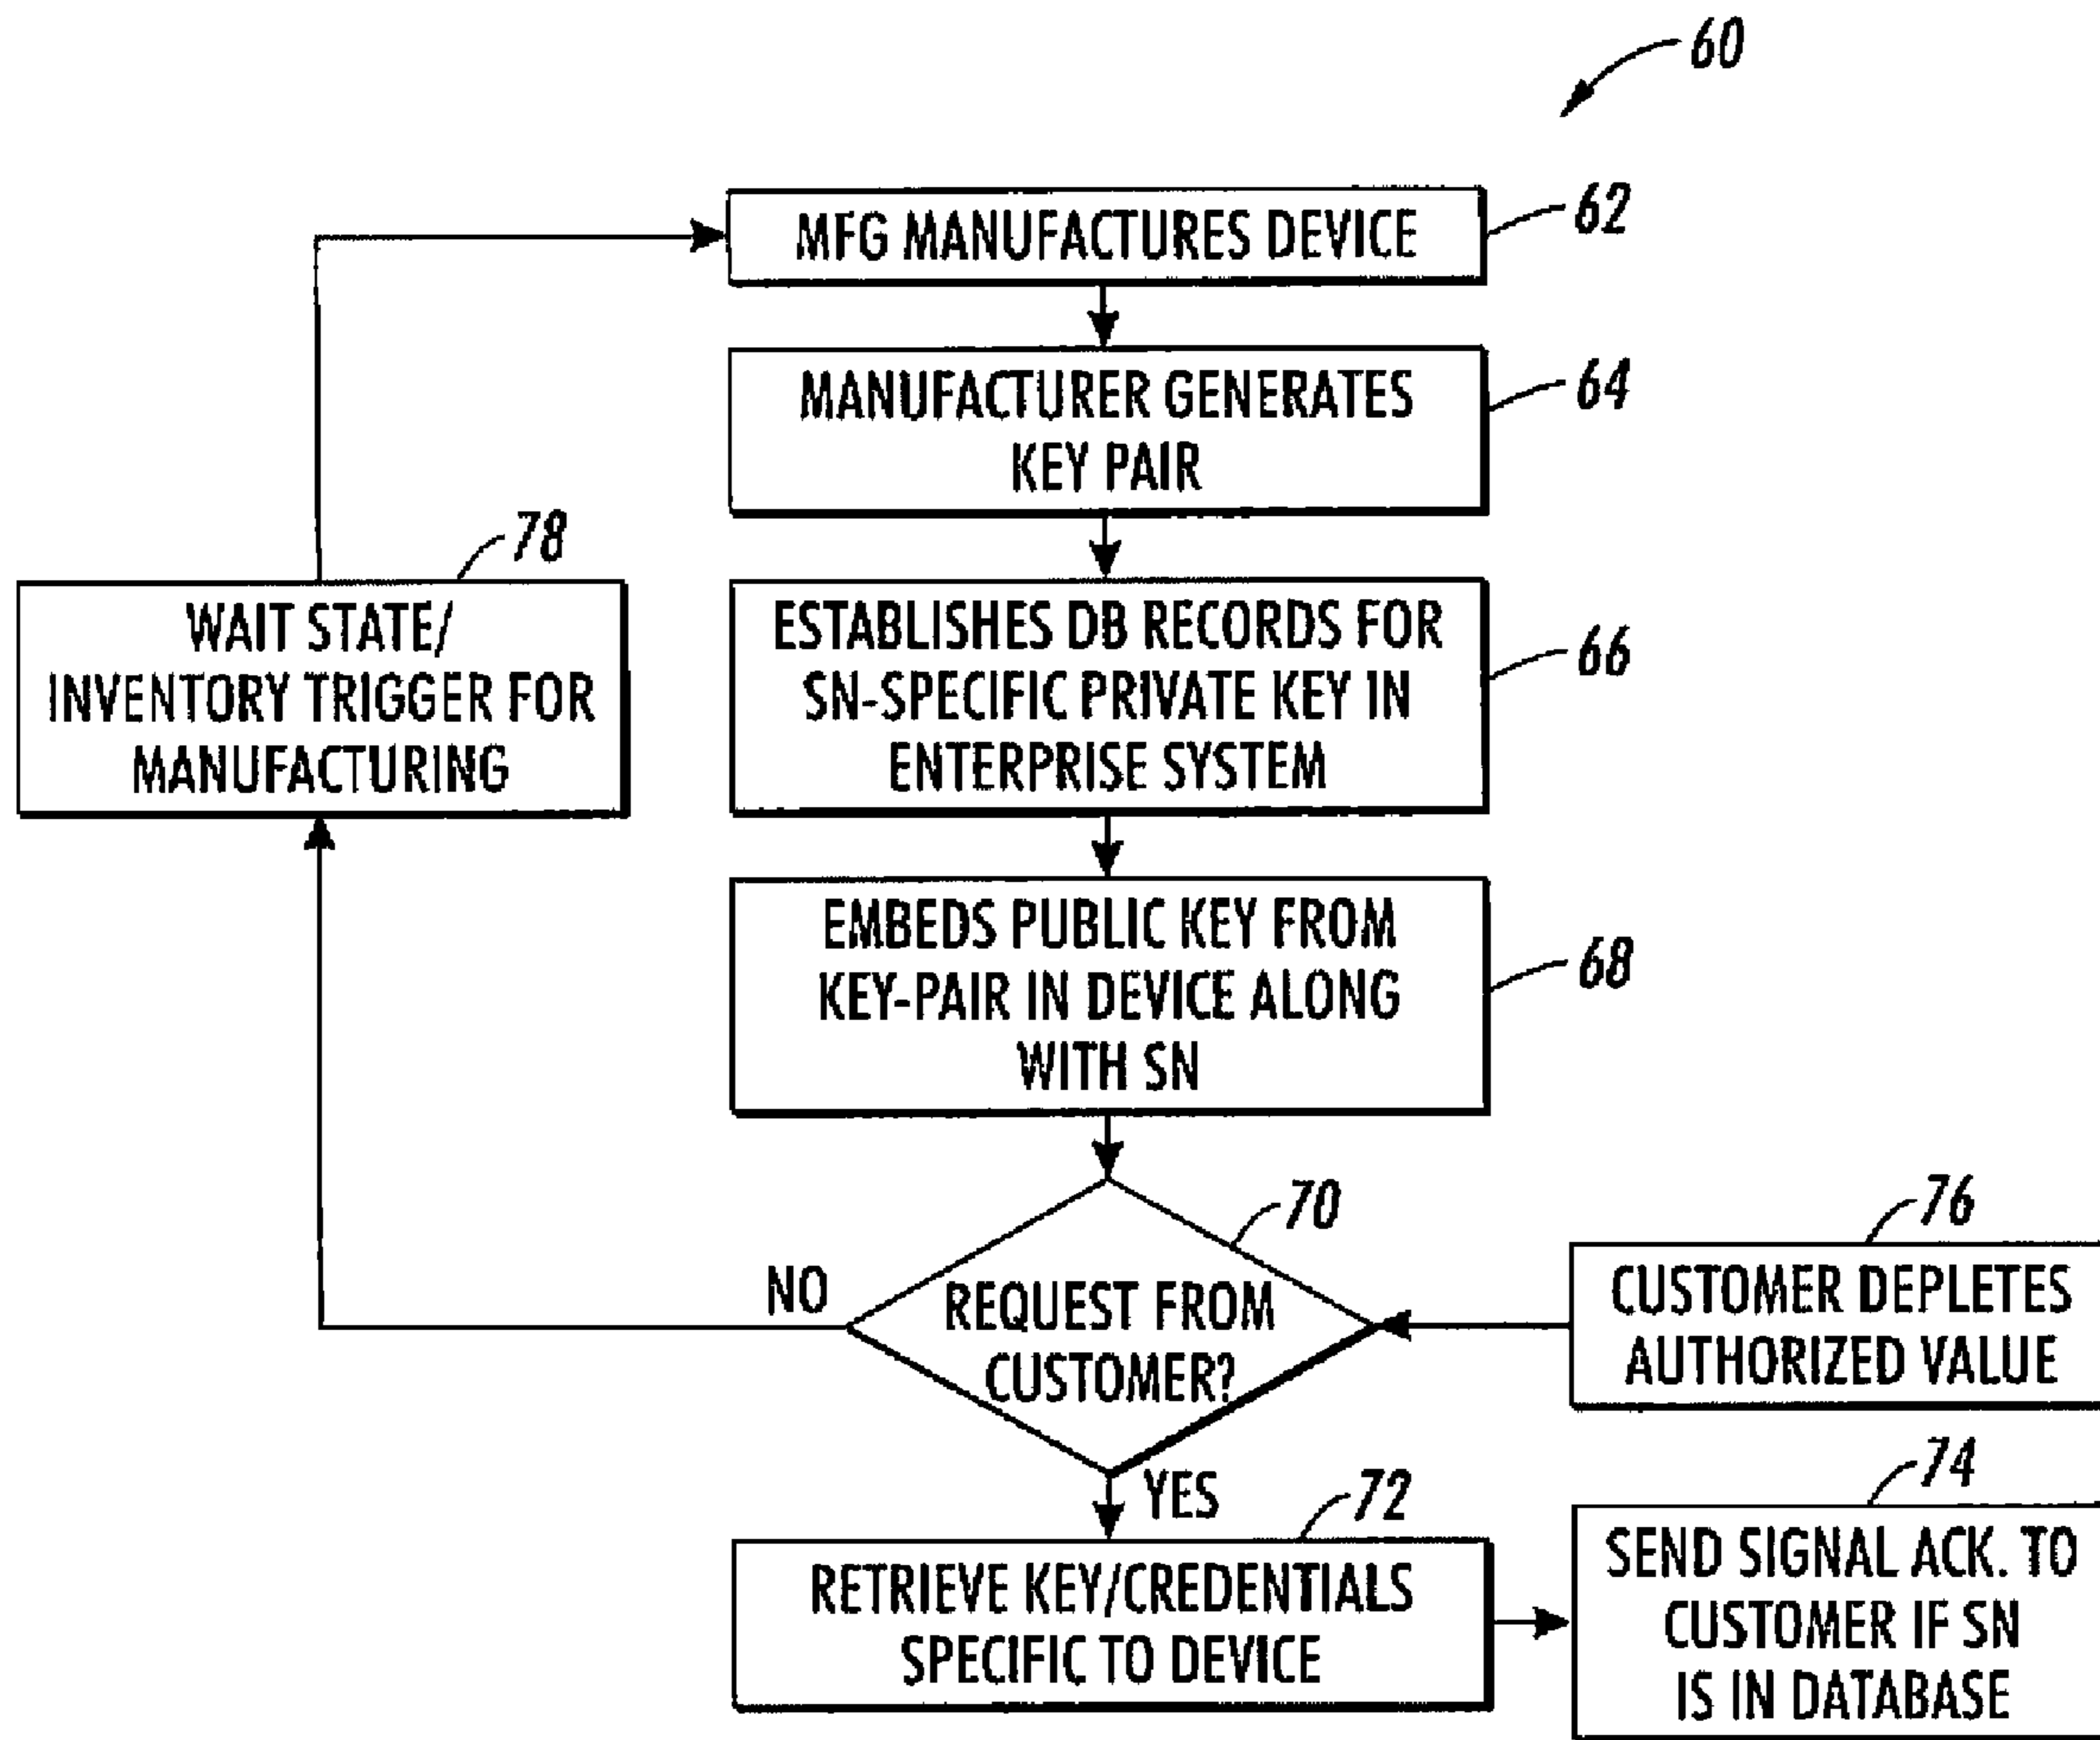 60
MFG MANUFACTURES DEVICE
62
MANUFACTURER GENERATES
KEY PAIR
64
78
WAIT STATE/
INVENTORY TRIGGER FOR
MANUFACTURING
ESTABLISHES DB RECORDS FOR
SN-SPECIFIC PRIVATE KEY IN
ENTERPRISE SYSTEM
66
EMBEDS PUBLIC KEY FROM
KEY-PAIR IN DEVICE ALONG
WITH SN
68
70
NO
REQUEST FROM
CUSTOMER?
YES
76
CUSTOMER DEPLETES
AUTHORIZED VALUE
72
RETRIEVE KEY/CREDENTIALS
SPECIFIC TO DEVICE
74
SEND SIGNAL ACK. TO
CUSTOMER IF SN
IS IN DATABASE